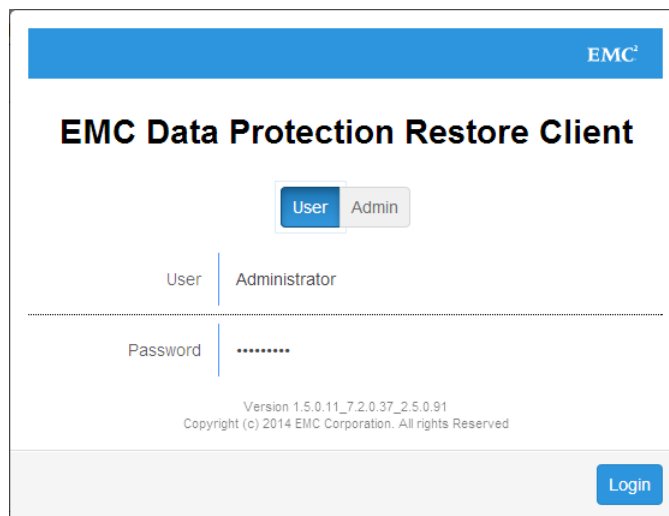 EMC²
EMC Data Protection Restore Client
User Admin
User Administrator
Password •••••••••
Version 1.5.0.11_7.2.0.37_2.5.0.91
Copyright (c) 2014 EMC Corporation. All rights Reserved
Login